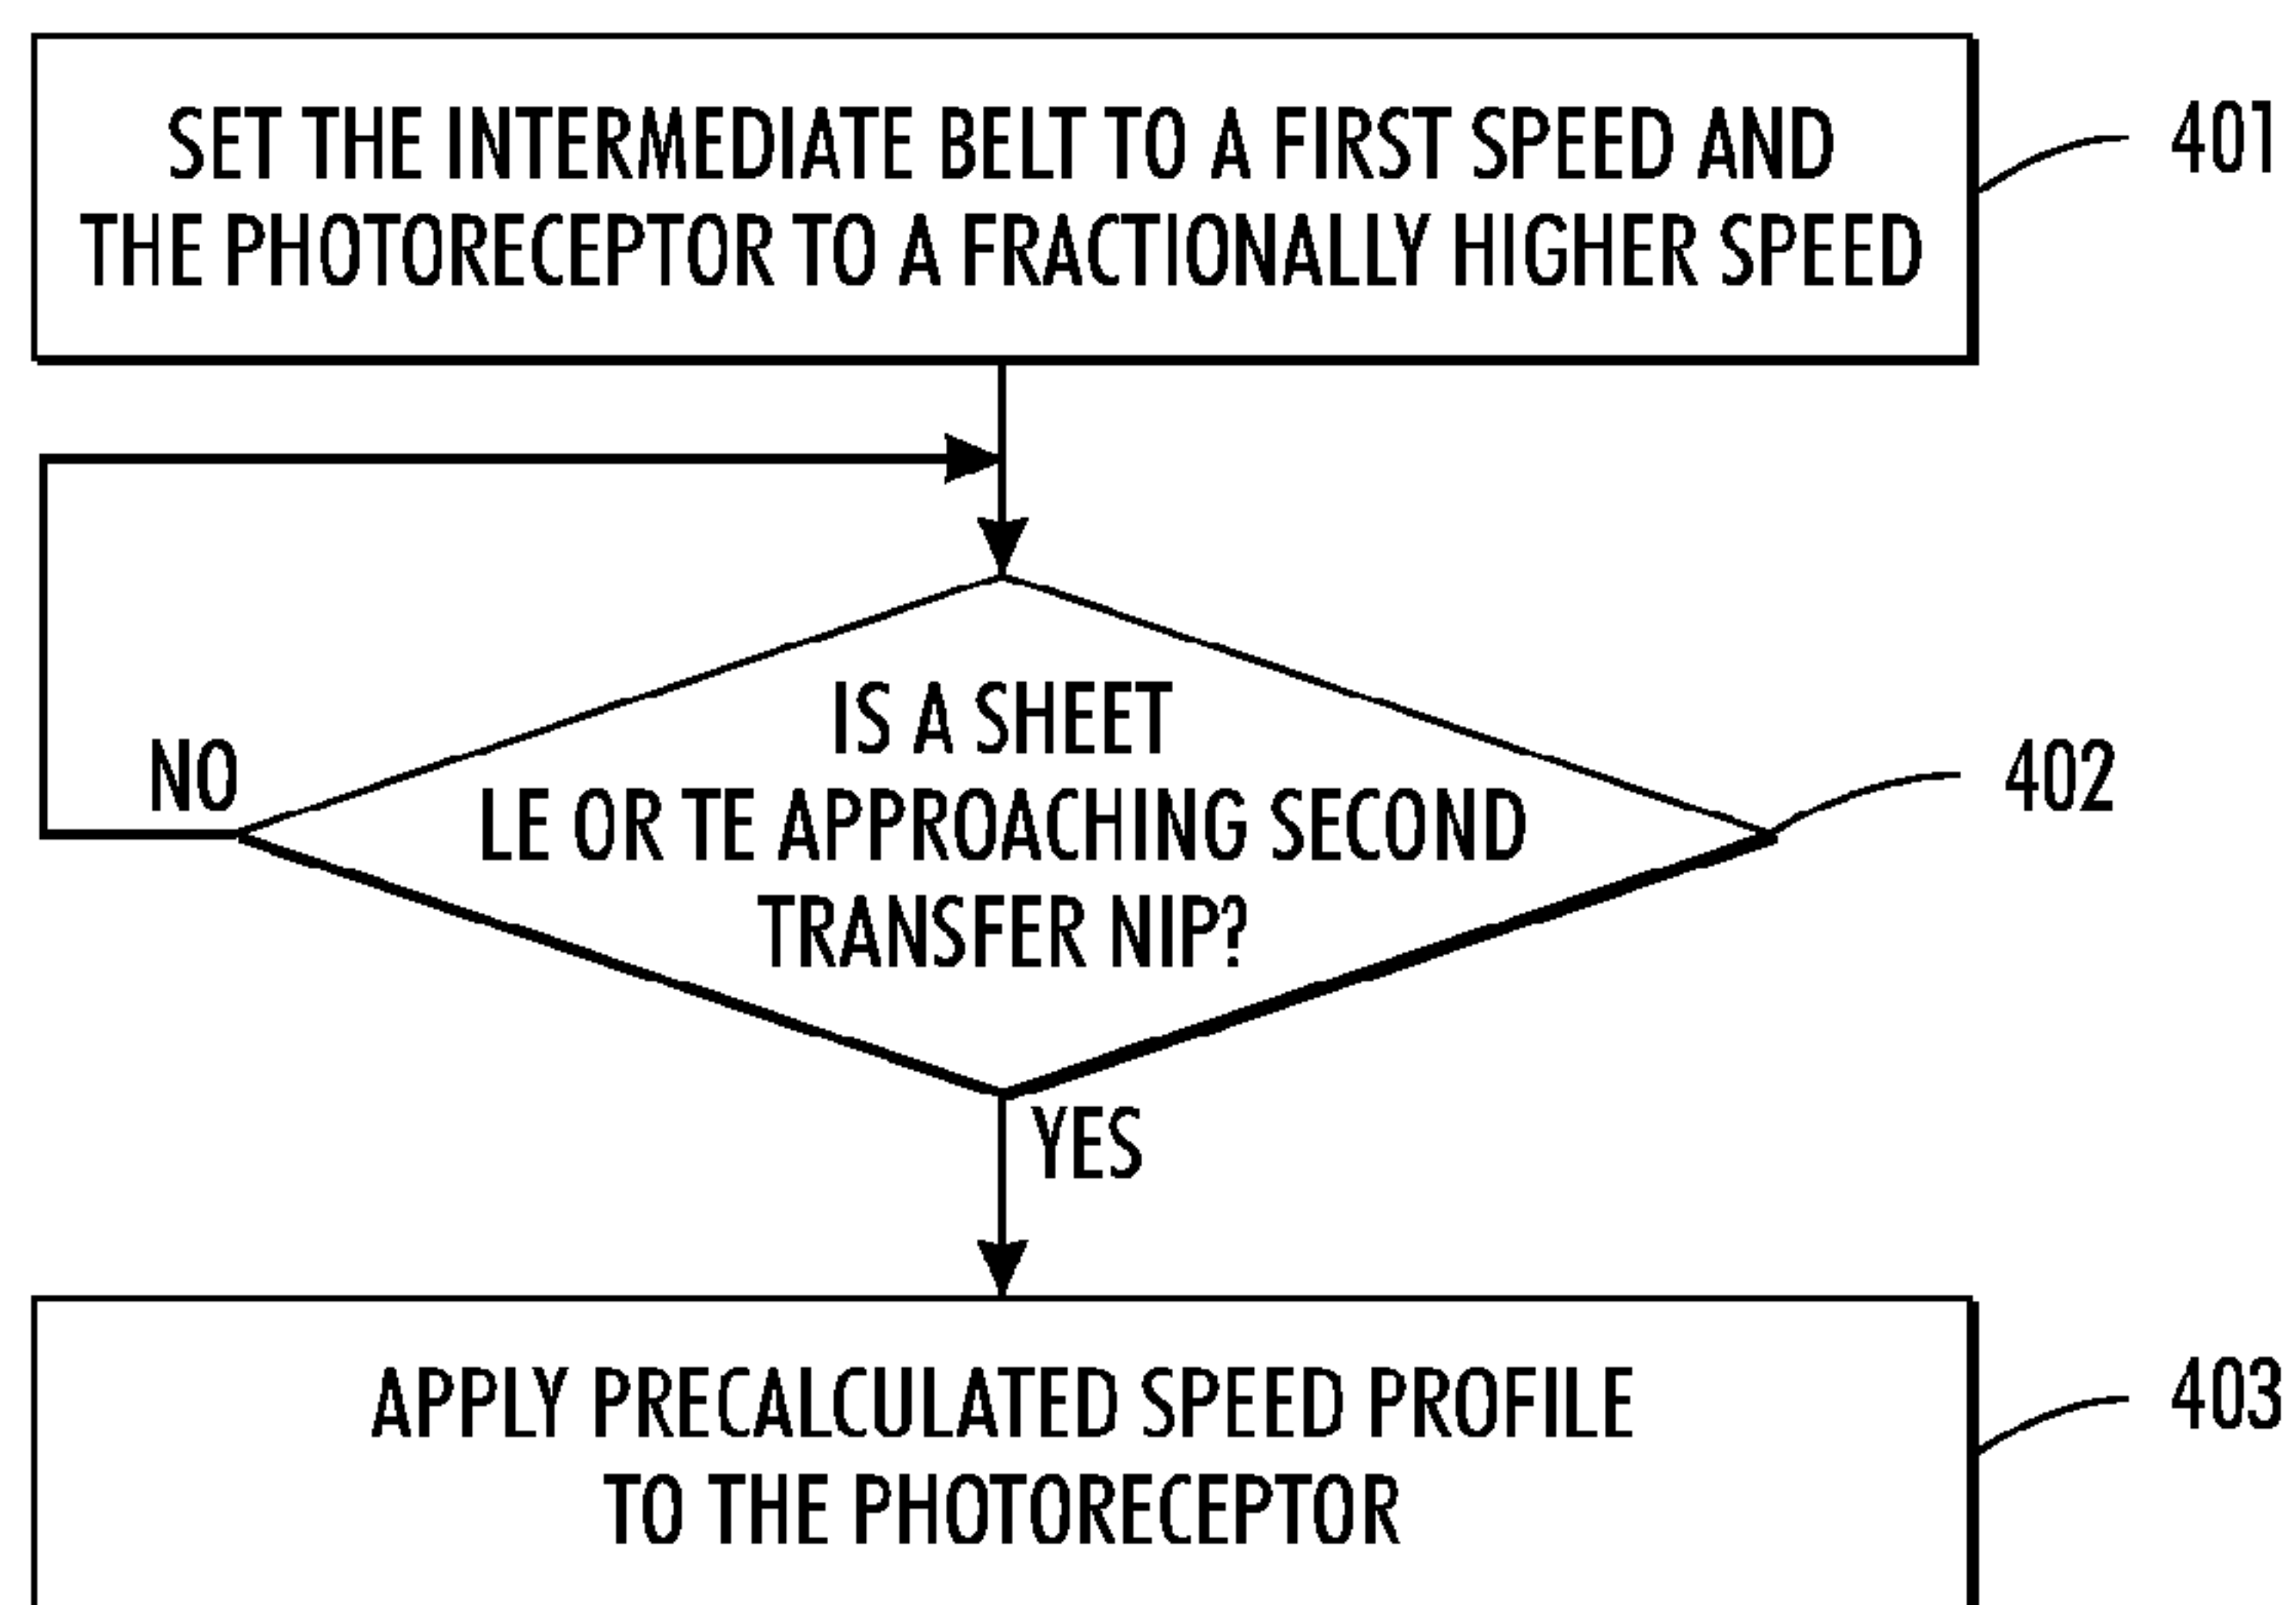 SET THE INTERMEDIATE BELT TO A FIRST SPEED AND
THE PHOTORECEPTOR TO A FRACTIONALLY HIGHER SPEED
401
IS A SHEET
LE OR TE APPROACHING SECOND
TRANSFER NIP?
NO
402
YES
APPLY PRECALCULATED SPEED PROFILE
TO THE PHOTORECEPTOR
403